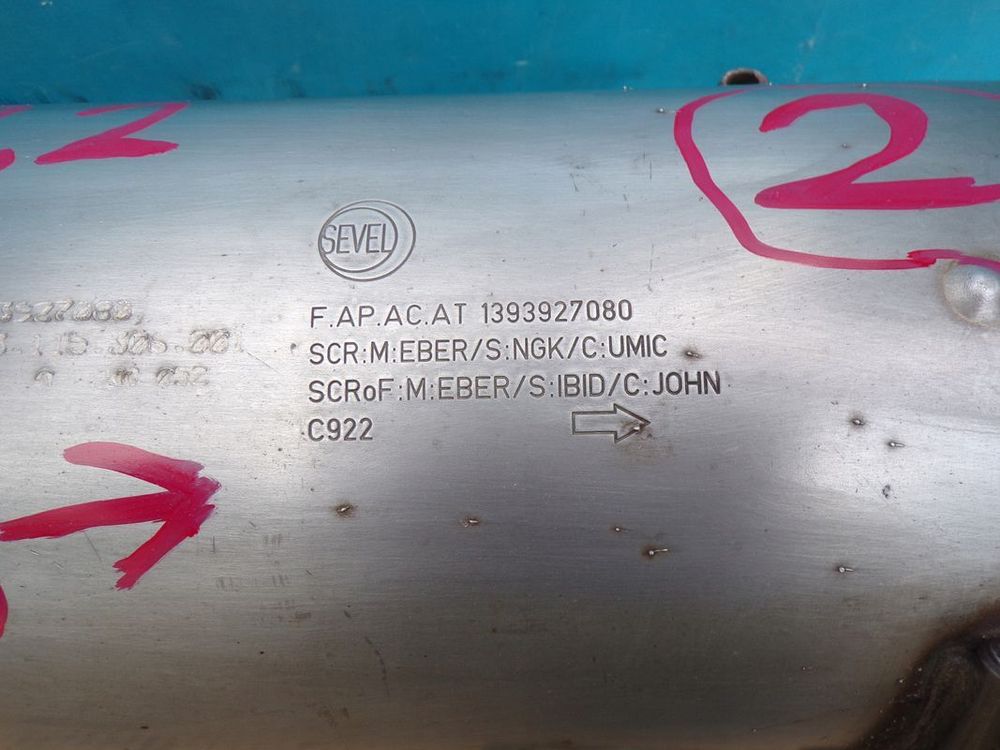 2
SEVEL
F.AP.AC.AT 1393927080
SCR:M:EBER/S:NGK/C:UMIC
SCRoF:M:EBER/S:IBID/C:JOHN
C922